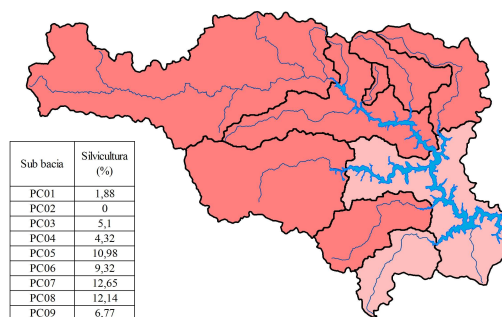 Sub bacia Silvicultura (%)
PC01 1,88
PC02 0
PC03 5,1
PC04 4,32
PC05 10,98
PC06 9,32
PC07 12,65
PC08 12,14
PC09 6,77